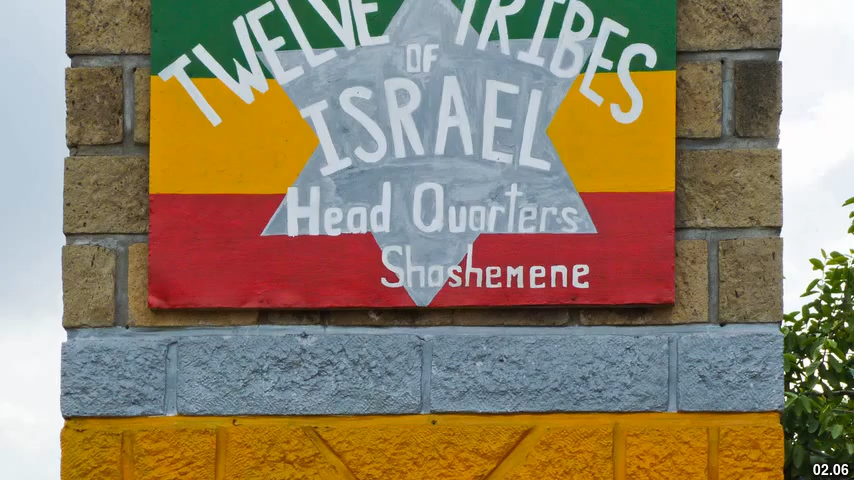 TWELVE TRIBES
OF
ISRAEL
Head Quarters
Shashemene
02.06